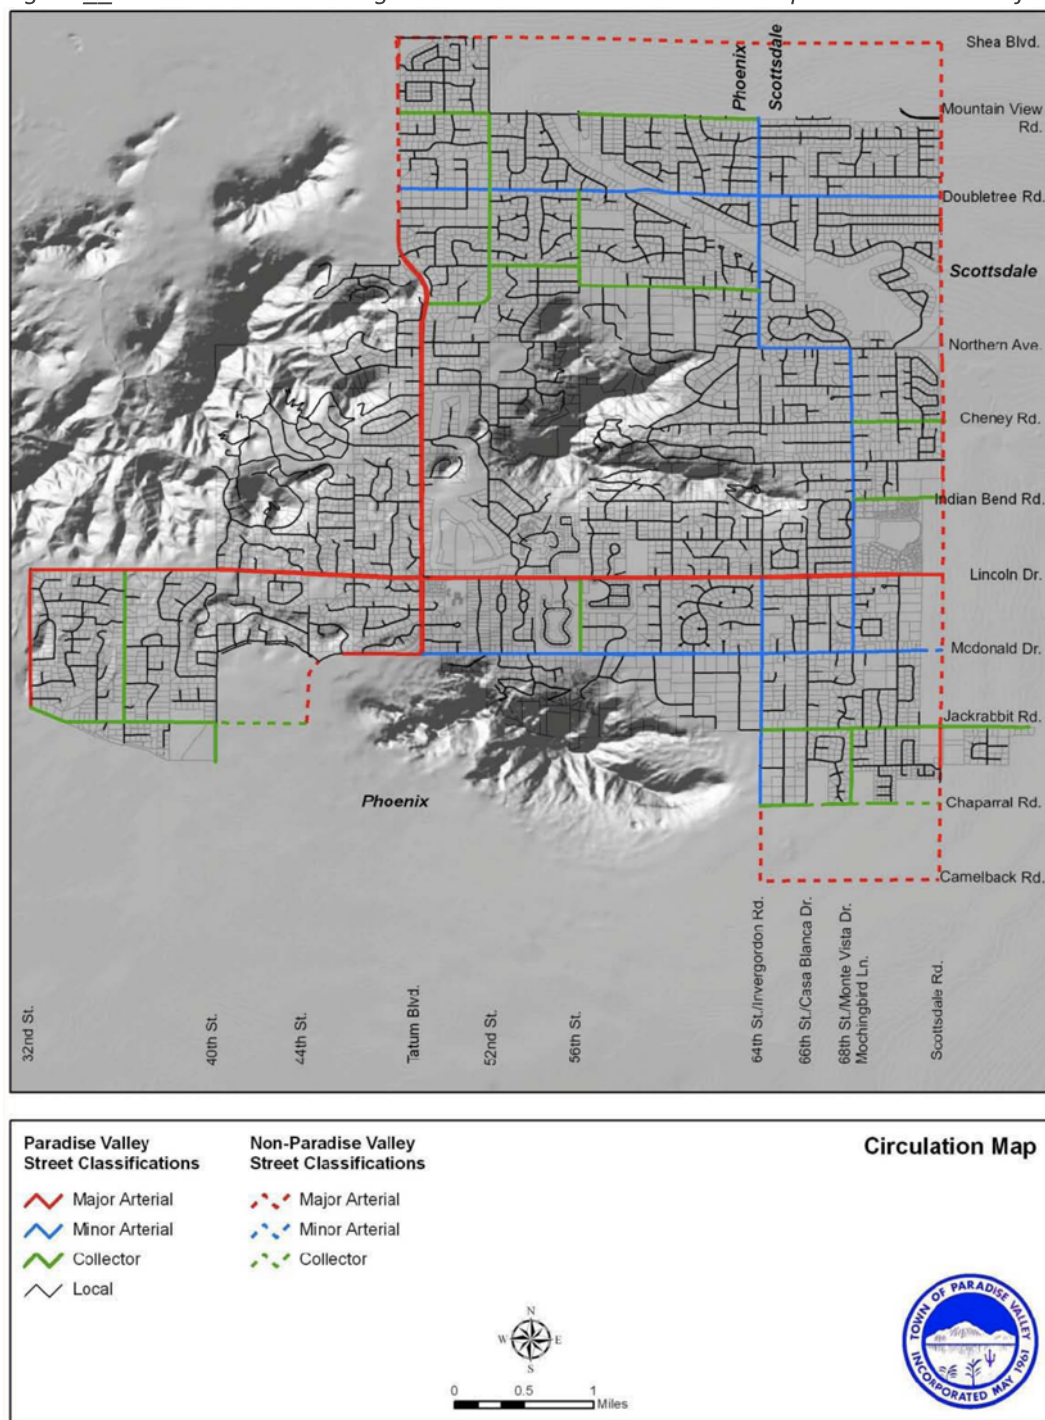 Shea Blvd.
Phoenix
Scottsdale
Mountain View
Rd.
Doubletree Rd.
Scottsdale
Northern Ave.
Cheney Rd.
Indian Bend Rd.
Lincoln Dr.
Mcdonald Dr.
Jackrabbit Rd.
Phoenix
Chaparral Rd.
Camelback Rd.
32nd St.
40th St.
44th St.
Tatum Blvd.
52nd St.
56th St.
64th St./Invergordon Rd.
66th St./Casa Blanca Dr.
68th St./Monte Vista Dr.
Mochingbird Ln.
Scottsdale Rd.
Paradise Valley
Street Classifications
Major Arterial
Minor Arterial
Collector
Local
Non-Paradise Valley
Street Classifications
Major Arterial
Minor Arterial
Collector
Circulation Map
N
W E
S
0 0.5 1
Miles
TOWN OF PARADISE VALLEY
INCORPORATED MAY 1961